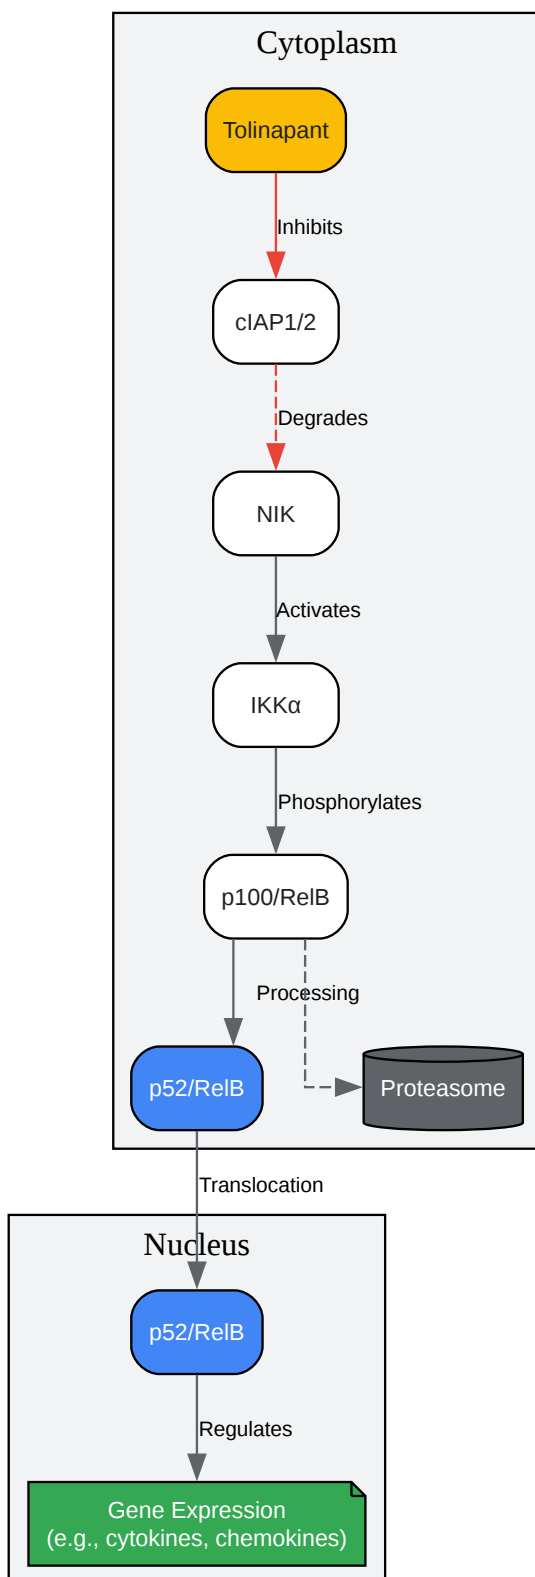 Cytoplasm
Tolinapant
Inhibits
cIAP1/2
Degrades
NIK
Activates
IKKα
Phosphorylates
p100/RelB
Processing
p52/RelB
Proteasome
Translocation
Nucleus
p52/RelB
Regulates
Gene Expression
(e.g., cytokines, chemokines)